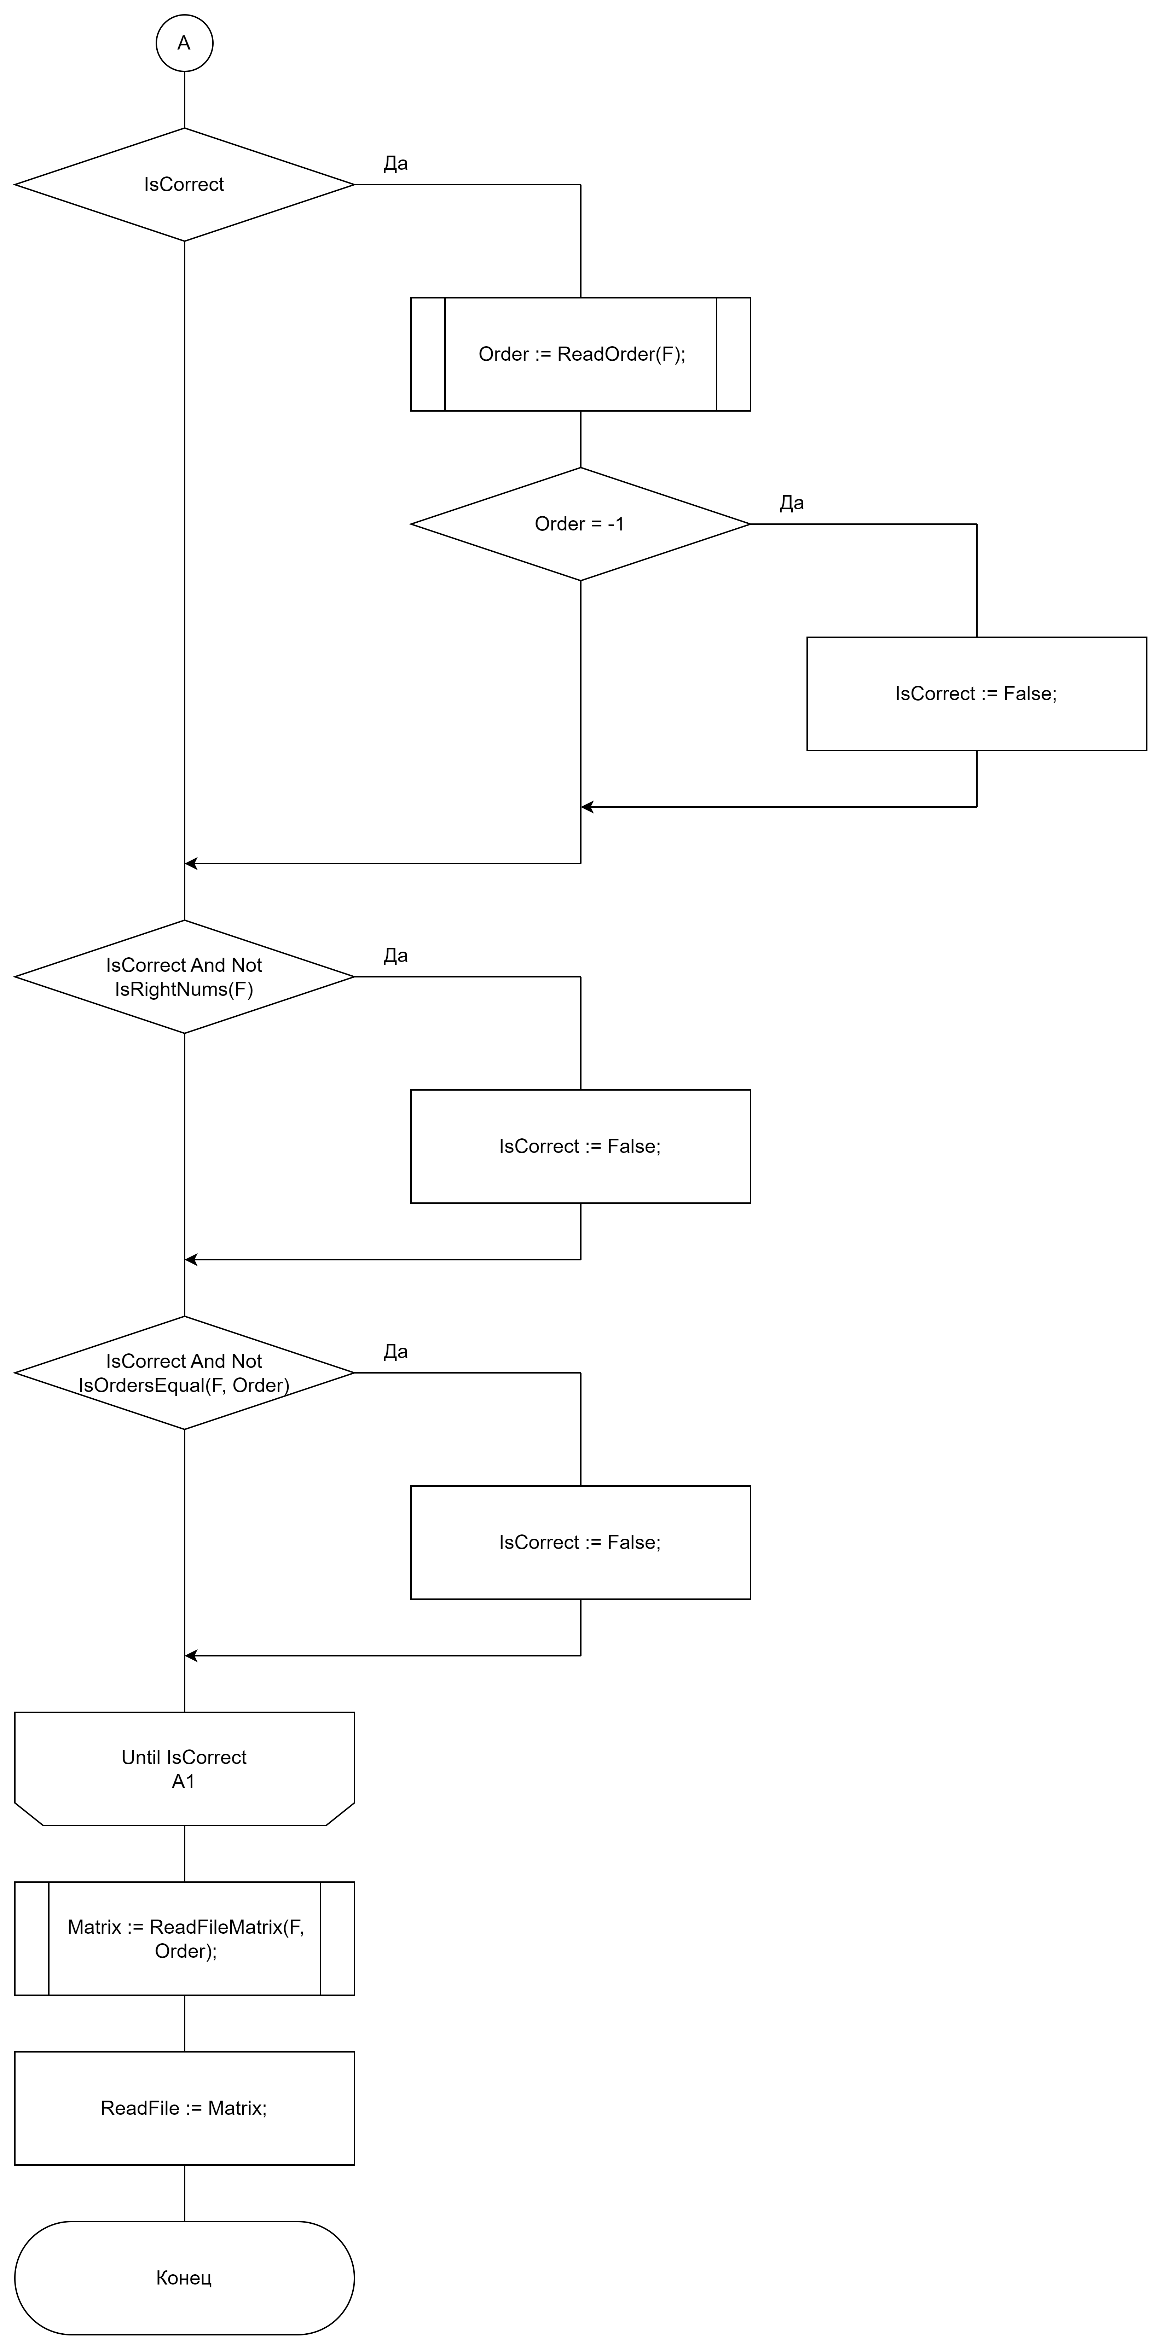 A
IsCorrect
Да
Order := ReadOrder(F);
Order = -1
Да
IsCorrect := False;
IsCorrect And Not
IsRightNums(F)
Да
IsCorrect := False;
IsCorrect And Not
IsOrdersEqual(F, Order)
Да
IsCorrect := False;
Until IsCorrect
A1
Matrix := ReadFileMatrix(F,
Order);
ReadFile := Matrix;
Конец